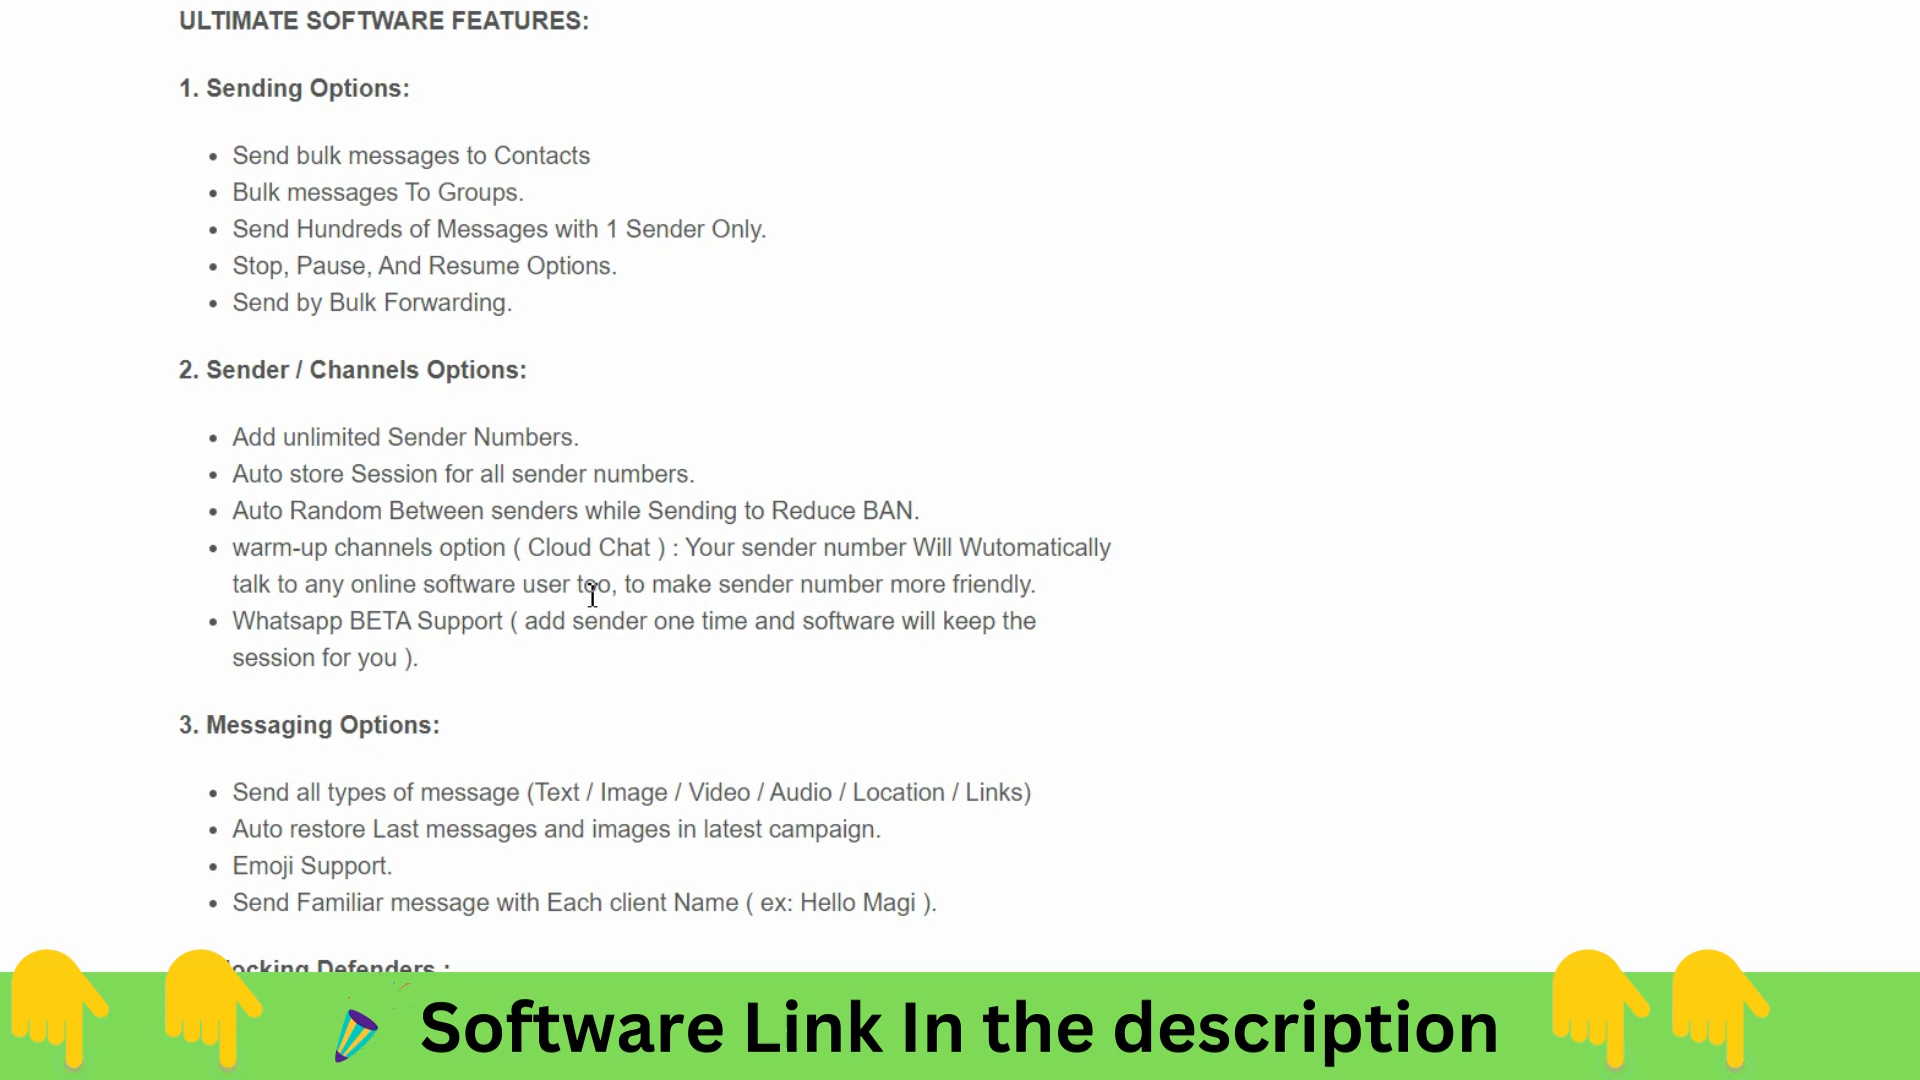 ULTIMATE SOFTWARE FEATURES:
1. Sending Options:
• Send bulk messages to Contacts
• Bulk messages To Groups.
• Send Hundreds of Messages with 1 Sender Only.
• Stop, Pause, And Resume Options.
• Send by Bulk Forwarding.
2. Sender / Channels Options:
• Add unlimited Sender Numbers.
• Auto store Session for all sender numbers.
• Auto Random Between senders while Sending to Reduce BAN.
• warm-up channels option ( Cloud Chat ) : Your sender number Will Wutomatically
talk to any online software user too, to make sender number more friendly.
• Whatsapp BETA Support ( add sender one time and software will keep the
session for you ).
3. Messaging Options:
• Send all types of message (Text / Image / Video / Audio / Location / Links)
• Auto restore Last messages and images in latest campaign.
• Emoji Support.
• Send Familiar message with Each client Name ( ex: Hello Magi ).
Defenders :
Software Link In the description